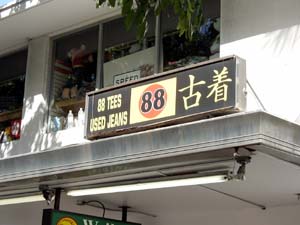 SPEED
88 TEES
USED JEANS
88
古着